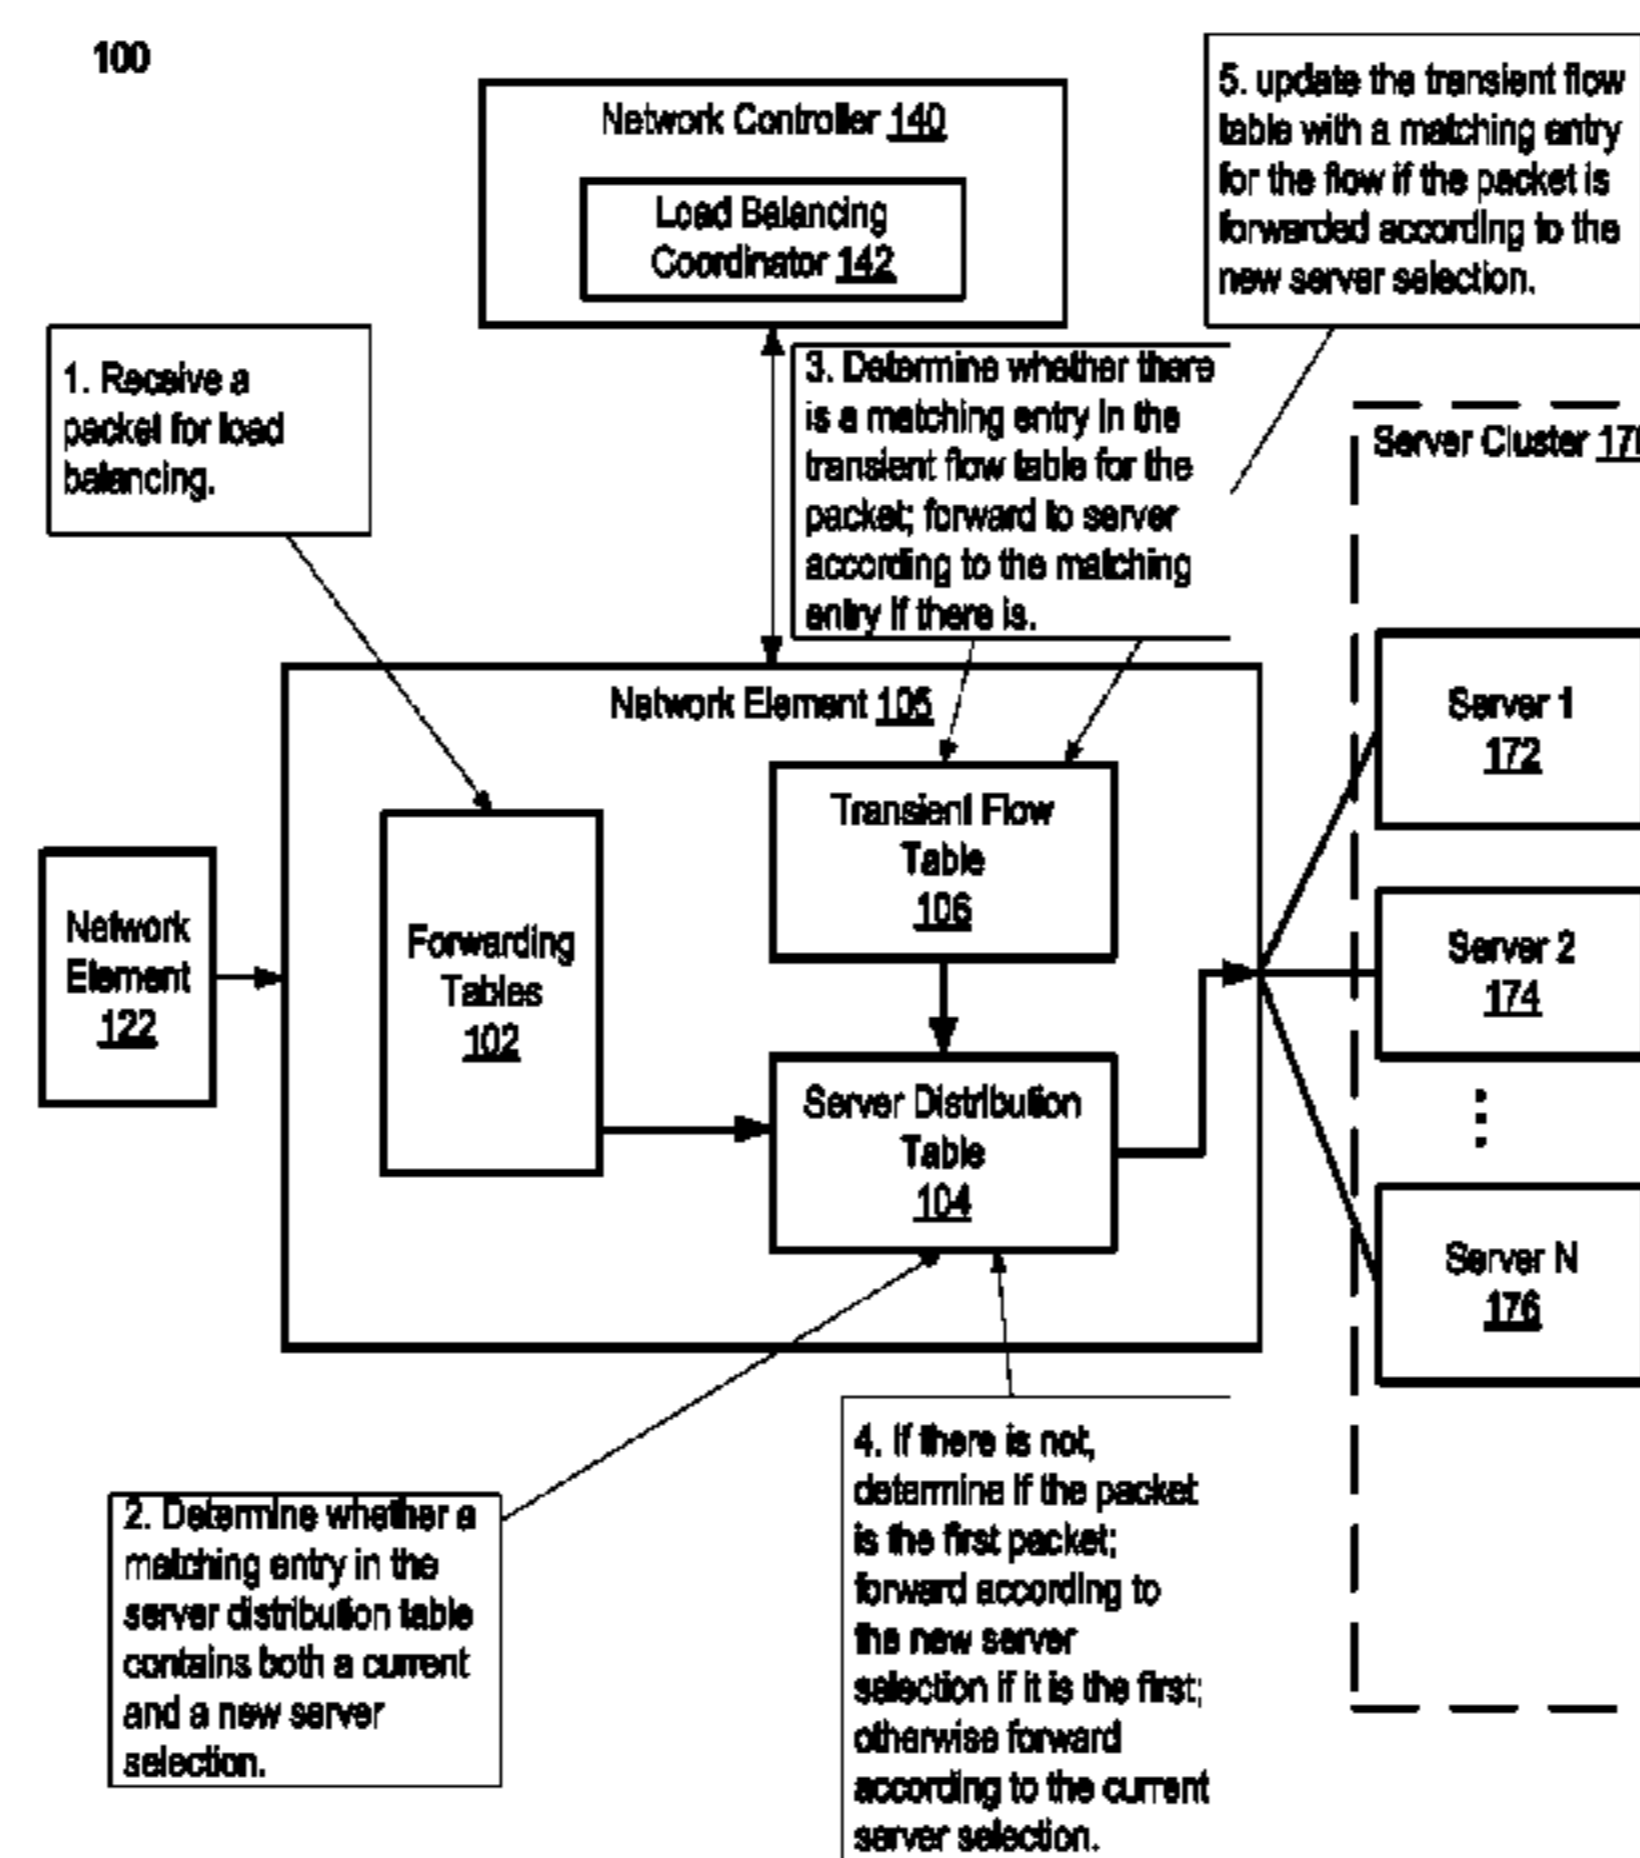 100
Network Controller 140
Load Balancing
Coordinator 142
5. update the transient flow
table with a matching entry
for the flow if the packet is
forwarded according to the
new server selection.
1. Receive a
packet for load
balancing.
3. Determine whether there
is a matching entry in the
transient flow table for the
packet; forward to server
according to the matching
entry if there is.
Server Cluster
Network Element 105
Server 1
172
Transient Flow
Table
106
Network
Element
122
Forwarding
Tables
102
Server 2
174
Server Distribution
Table
104
Server N
176
2. Determine whether a
matching entry in the
server distribution table
contains both a current
and a new server
selection.
4. If there is not,
determine if the packet
is the first packet;
forward according to
the new server
selection if it is the first;
otherwise forward
according to the current
server selection.